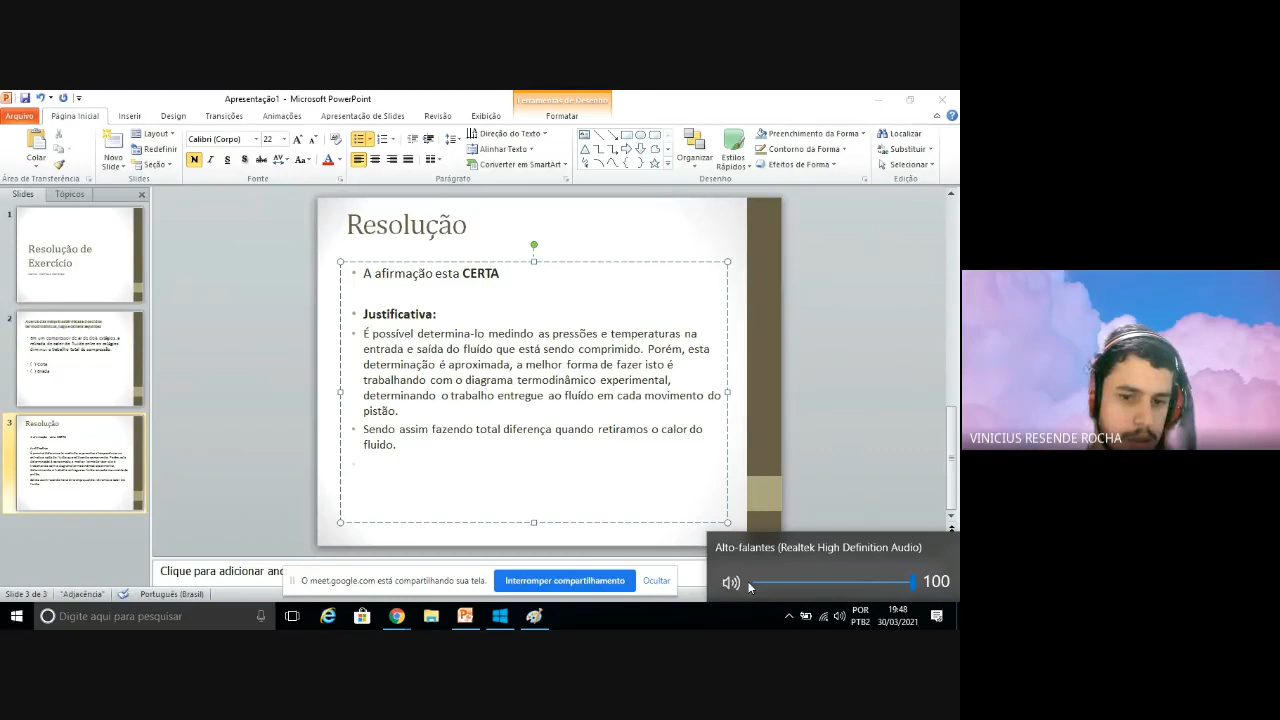 Apresentação1 - Microsoft PowerPoint
Ferramentas de Desenho
Arquivo Página Inicial Inserir Design Transições Animações Apresentação de Slides Revisão Exibição Formatar
Colar
Novo Slide
Layout
Redefinir
Seção
Calibri (Corpo) 22
Direção do Texto
Alinhar Texto
Converter em SmartArt
Organizar
Estilos Rápidos
Preenchimento da Forma
Contorno da Forma
Efeitos de Forma
Localizar
Substituir
Selecionar
Área de Transferência Slides Fonte Parágrafo Desenho Edição
Slides Tópicos
1
Resolução de
Exercício
2
( ) Certa
3
Resolução
Resolução
A afirmação esta CERTA
Justificativa:
É possível determina-lo medindo as pressões e temperaturas na
entrada e saída do fluído que está sendo comprimido. Porém, esta
determinação é aproximada, a melhor forma de fazer isto é
trabalhando com o diagrama termodinâmico experimental,
determinando o trabalho entregue ao fluído em cada movimento do
pistão.
Sendo assim fazendo total diferença quando retiramos o calor do
fluido.
Clique para adicionar ano
O meet.google.com está compartilhando sua tela. Interromper compartilhamento Ocultar
Alto-falantes (Realtek High Definition Audio)
100
Slide 3 de 3 "Adjacência" Português (Brasil)
Digite aqui para pesquisar
POR
PTB2
19:48
30/03/2021
VINICIUS RESENDE ROCHA